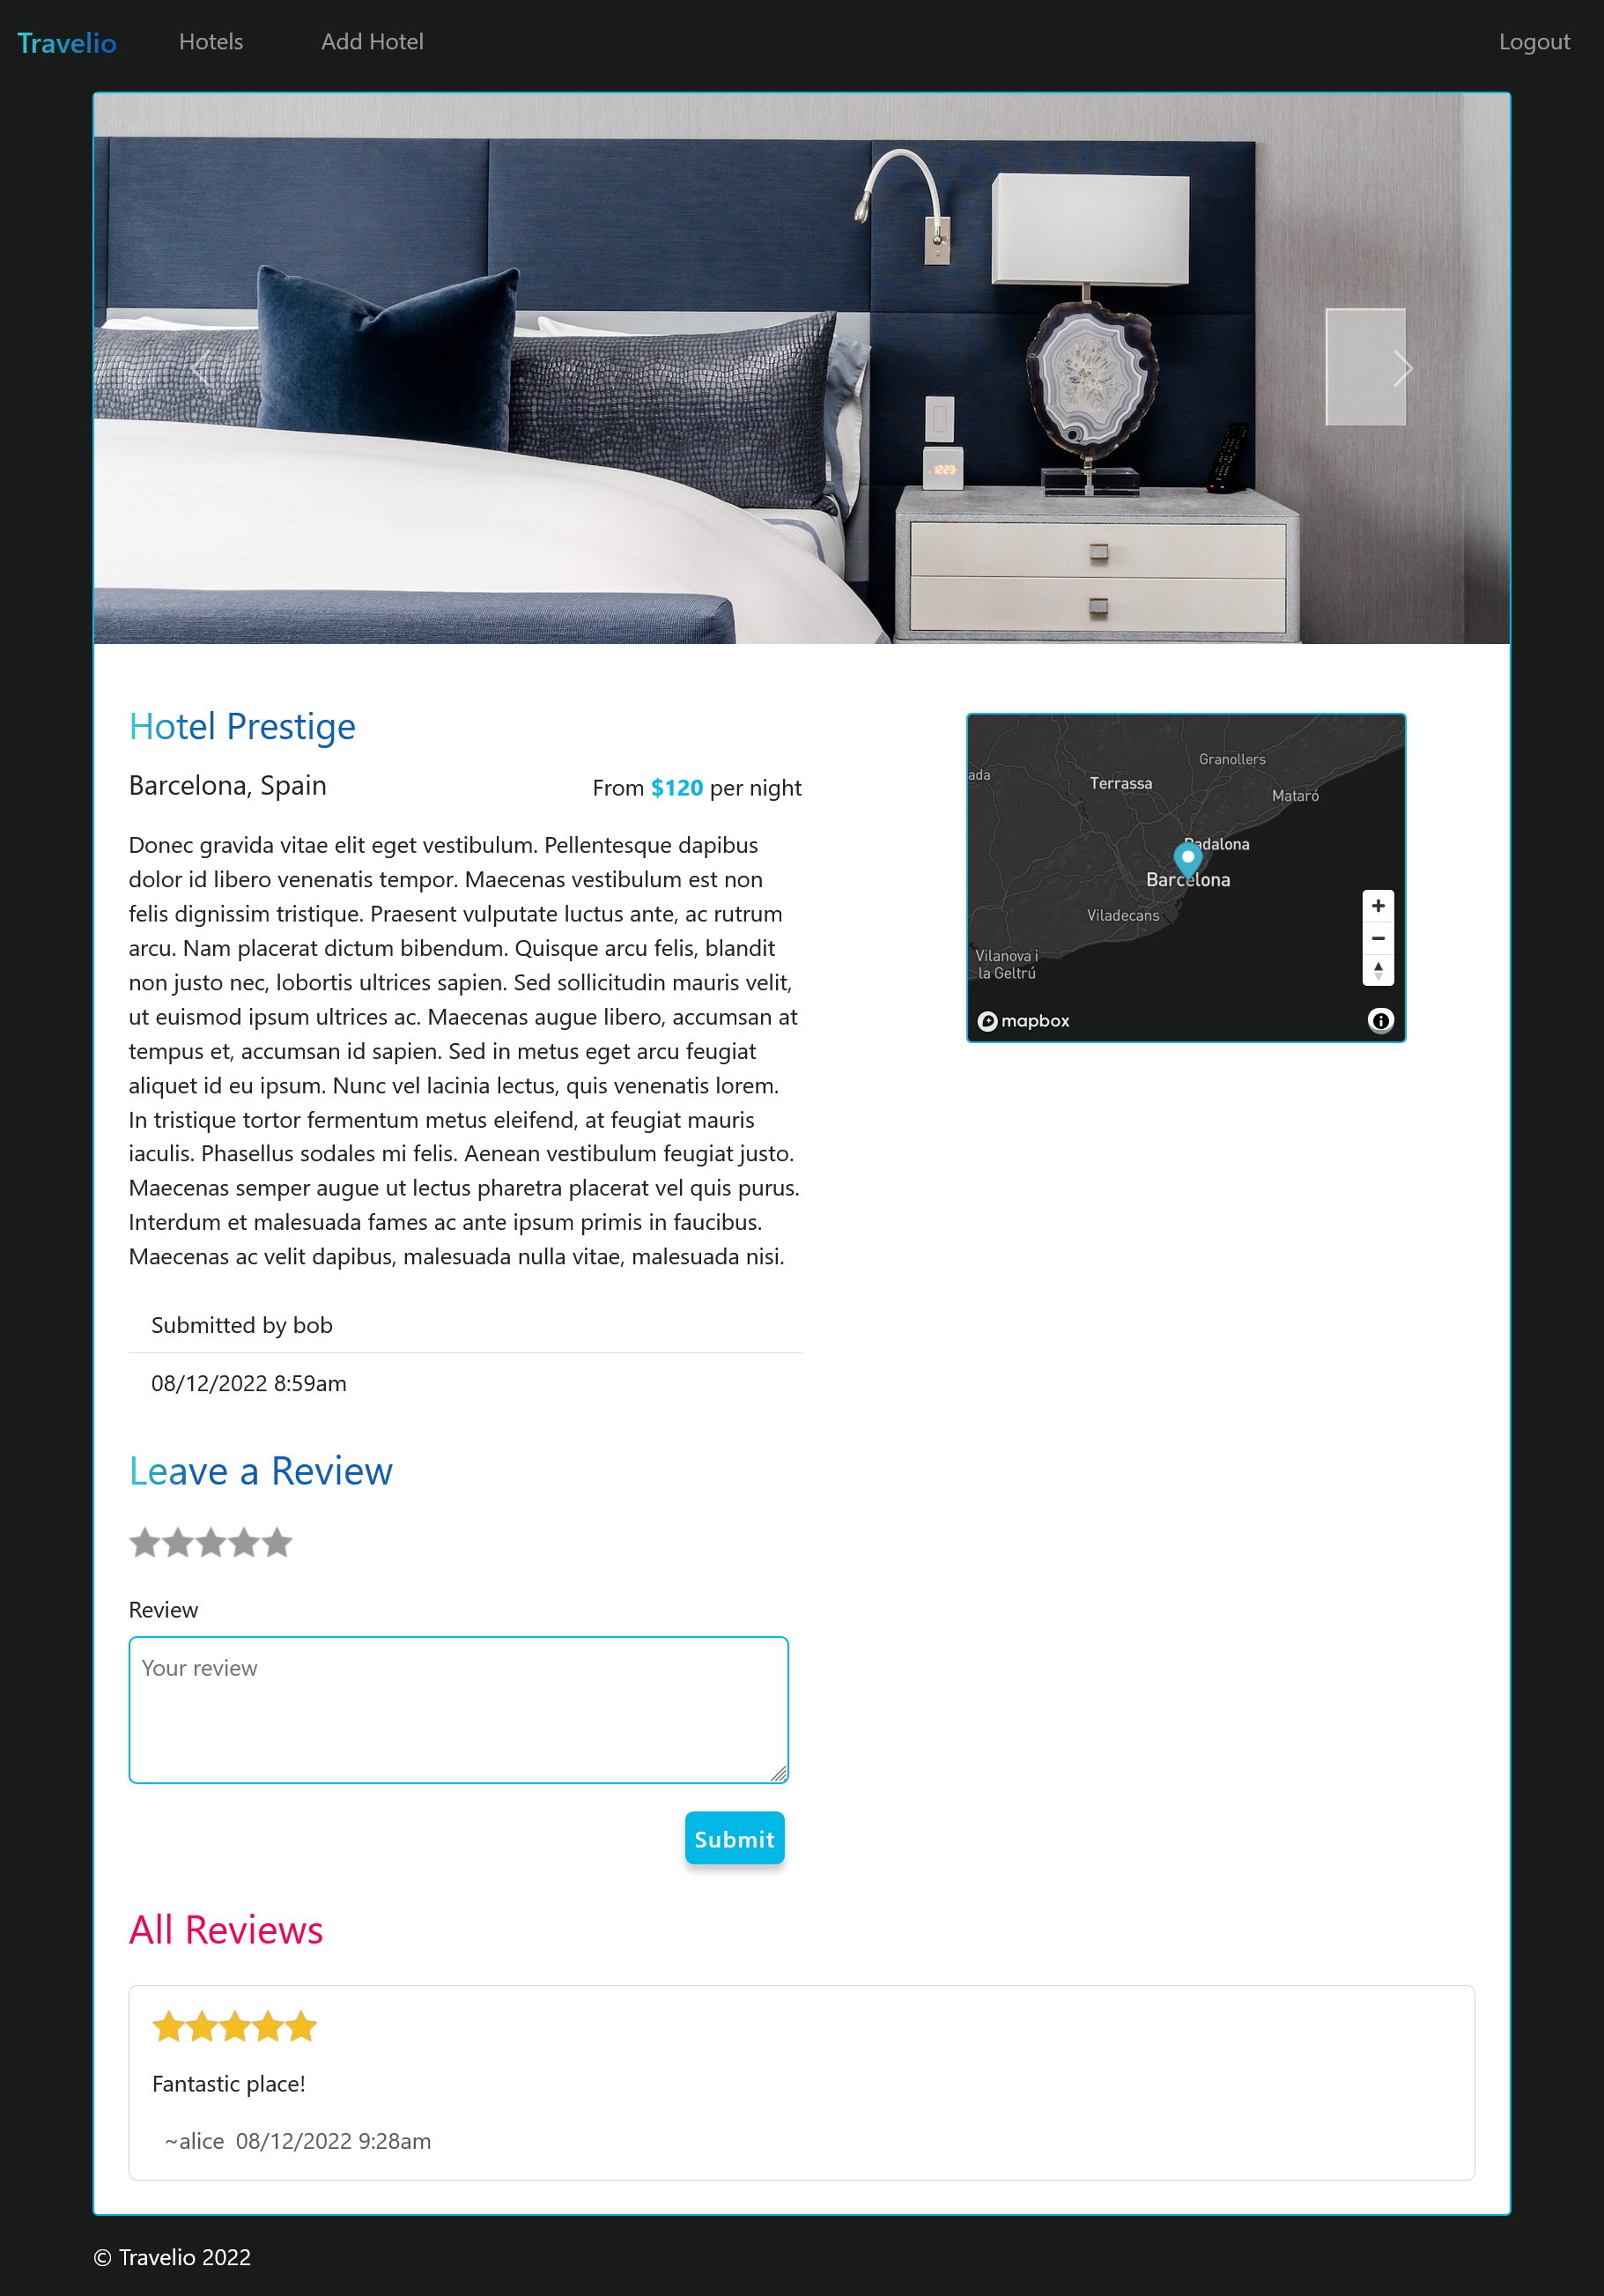 Travelio Hotels Add Hotel Logout
Hotel Prestige
Barcelona, Spain
From $120 per night
Donec gravida vitae elit eget vestibulum. Pellentesque dapibus
dolor id libero venenatis tempor. Maecenas vestibulum est non
felis dignissim tristique. Praesent vulputate luctus ante, ac rutrum
arcu. Nam placerat dictum bibendum. Quisque arcu felis, blandit
non justo nec, lobortis ultrices sapien. Sed sollicitudin mauris velit,
ut euismod ipsum ultrices ac. Maecenas augue libero, accumsan at
tempus et, accumsan id sapien. Sed in metus eget arcu feugiat
aliquet id eu ipsum. Nunc vel lacinia lectus, quis venenatis lorem.
In tristique tortor fermentum metus eleifend, at feugiat mauris
iaculis. Phasellus sodales mi felis. Aenean vestibulum feugiat justo.
Maecenas semper augue ut lectus pharetra placerat vel quis purus.
Interdum et malesuada fames ac ante ipsum primis in faucibus.
Maecenas ac velit dapibus, malesuada nulla vitae, malesuada nisi.
Submitted by bob
08/12/2022 8:59am
Granollers
ada
Terrassa
Mataró
Badalona
Barcelona
Viladecans
Vilanova i
la Geltrú
mapbox
Leave a Review
Review
Your review
Submit
All Reviews
Fantastic place!
~alice 08/12/2022 9:28am
© Travelio 2022